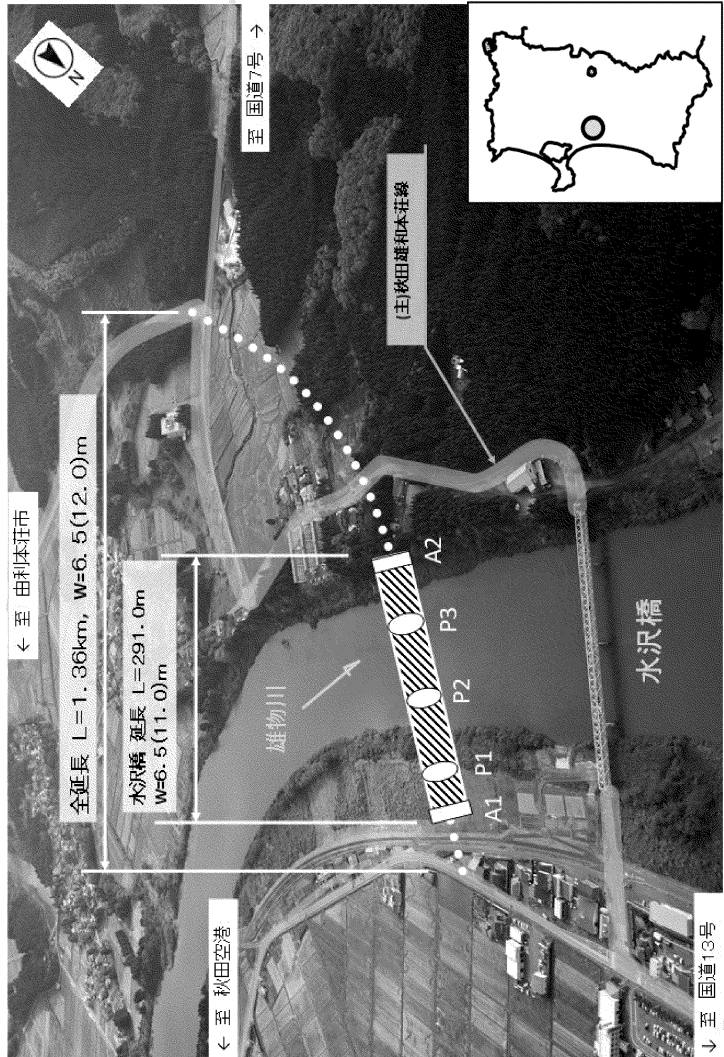 ← 至 由利本荘市
至 国道7号 →
全延長 L=1.36km, W=6.5(12.0)m
水沢橋 延長 L=291.0m
W=6.5(11.0)m
(主)秋田雄和本荘線
雄物川
A1
P1
P2
P3
A2
水沢橋
← 至 秋田空港
↓ 至 国道13号
N